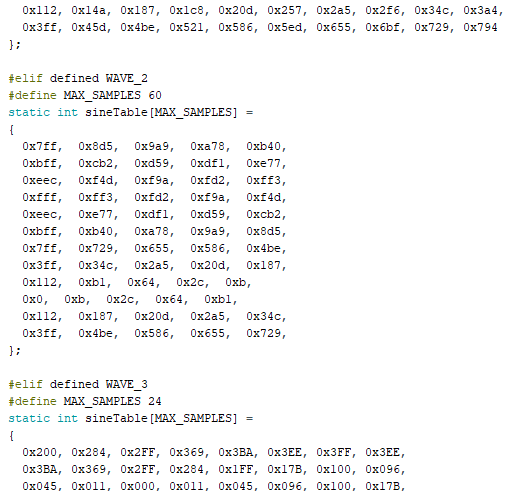 0x112, 0x14a, 0x187, 0x1c8, 0x20d, 0x257, 0x2a5, 0x2f6, 0x34c, 0x3a4,
0x3ff, 0x45d, 0x4be, 0x521, 0x586, 0x5ed, 0x655, 0x6bf, 0x729, 0x794
};
#elif defined WAVE_2
#define MAX_SAMPLES 60
static int sineTable[MAX_SAMPLES] =
{
0x7ff, 0x8d5, 0x9a9, 0xa78, 0xb40,
0xbff, 0xcb2, 0xd59, 0xdf1, 0xe77,
0xeec, 0xf4d, 0xf9a, 0xfd2, 0xff3,
0xfff, 0xff3, 0xfd2, 0xf9a, 0xf4d,
0xeec, 0xe77, 0xdf1, 0xd59, 0xcb2,
0xbff, 0xb40, 0xa78, 0x9a9, 0x8d5,
0x7ff, 0x729, 0x655, 0x586, 0x4be,
0x3ff, 0x34c, 0x2a5, 0x20d, 0x187,
0x112, 0xb1, 0x64, 0x2c, 0xb,
0x0, 0xb, 0x2c, 0x64, 0xb1,
0x112, 0x187, 0x20d, 0x2a5, 0x34c,
0x3ff, 0x4be, 0x586, 0x655, 0x729,
};
#elif defined WAVE_3
#define MAX_SAMPLES 24
static int sineTable[MAX_SAMPLES] =
{
0x200, 0x284, 0x2FF, 0x369, 0x3BA, 0x3EE, 0x3FF, 0x3EE,
0x3BA, 0x369, 0x2FF, 0x284, 0x1FF, 0x17B, 0x100, 0x096,
0x045, 0x011, 0x000, 0x011, 0x045, 0x096, 0x100, 0x17B,